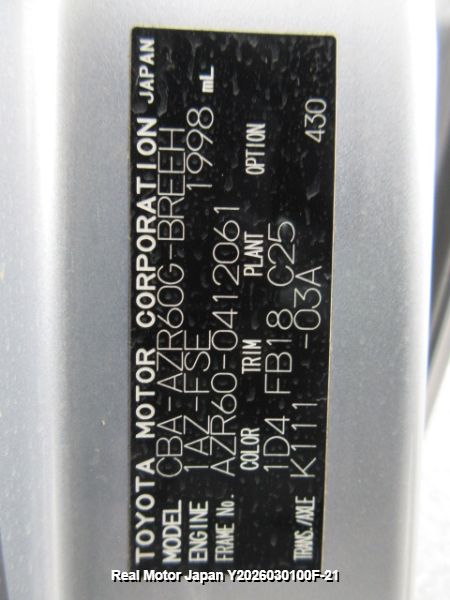 TOYOTA MOTOR CORPORATION JAPAN
MODEL CBA-AZR60G-BREEH
ENGINE 1AZ-FSE 1998 mL
FRAME No. AZR60-0412061
COLOR TRIM PLANT OPTION
1D4 FB18 C25
TRANS./AXLE K111 -03A 430
Real Motor Japan Y2026030100F-21